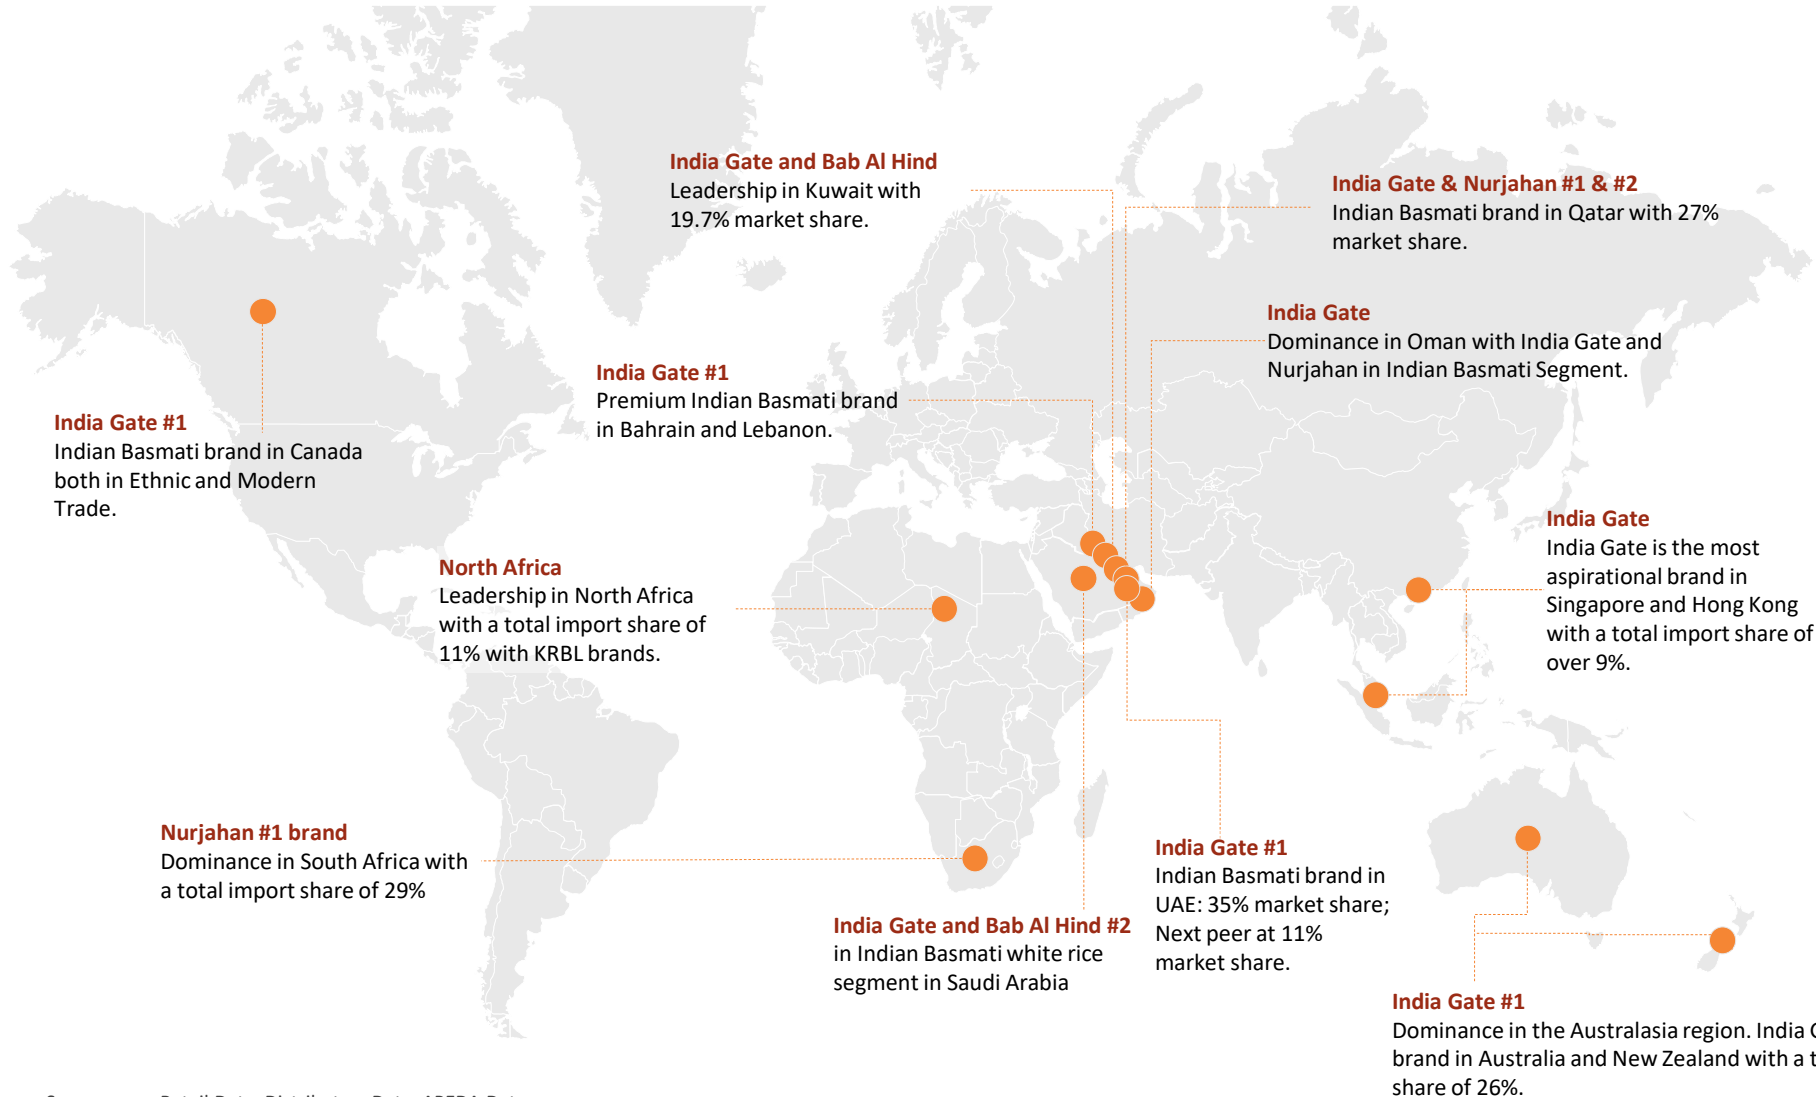 India Gate and Bab Al Hind
Leadership in Kuwait with
19.7% market share.
India Gate & Nurjahan #1 & #2
Indian Basmati brand in Qatar with 27%
market share.
India Gate
Dominance in Oman with India Gate and
Nurjahan in Indian Basmati Segment.
India Gate #1
Premium Indian Basmati brand
in Bahrain and Lebanon.
India Gate #1
Indian Basmati brand in Canada
both in Ethnic and Modern
Trade.
India Gate
India Gate is the most
aspirational brand in
Singapore and Hong Kong
with a total import share of
over 9%.
North Africa
Leadership in North Africa
with a total import share of
11% with KRBL brands.
Nurjahan #1 brand
Dominance in South Africa with
a total import share of 29%
India Gate #1
Indian Basmati brand in
UAE: 35% market share;
Next peer at 11%
market share.
India Gate and Bab Al Hind #2
in Indian Basmati white rice
segment in Saudi Arabia
India Gate #1
Dominance in the Australasia region. India
brand in Australia and New Zealand with a
share of 26%.